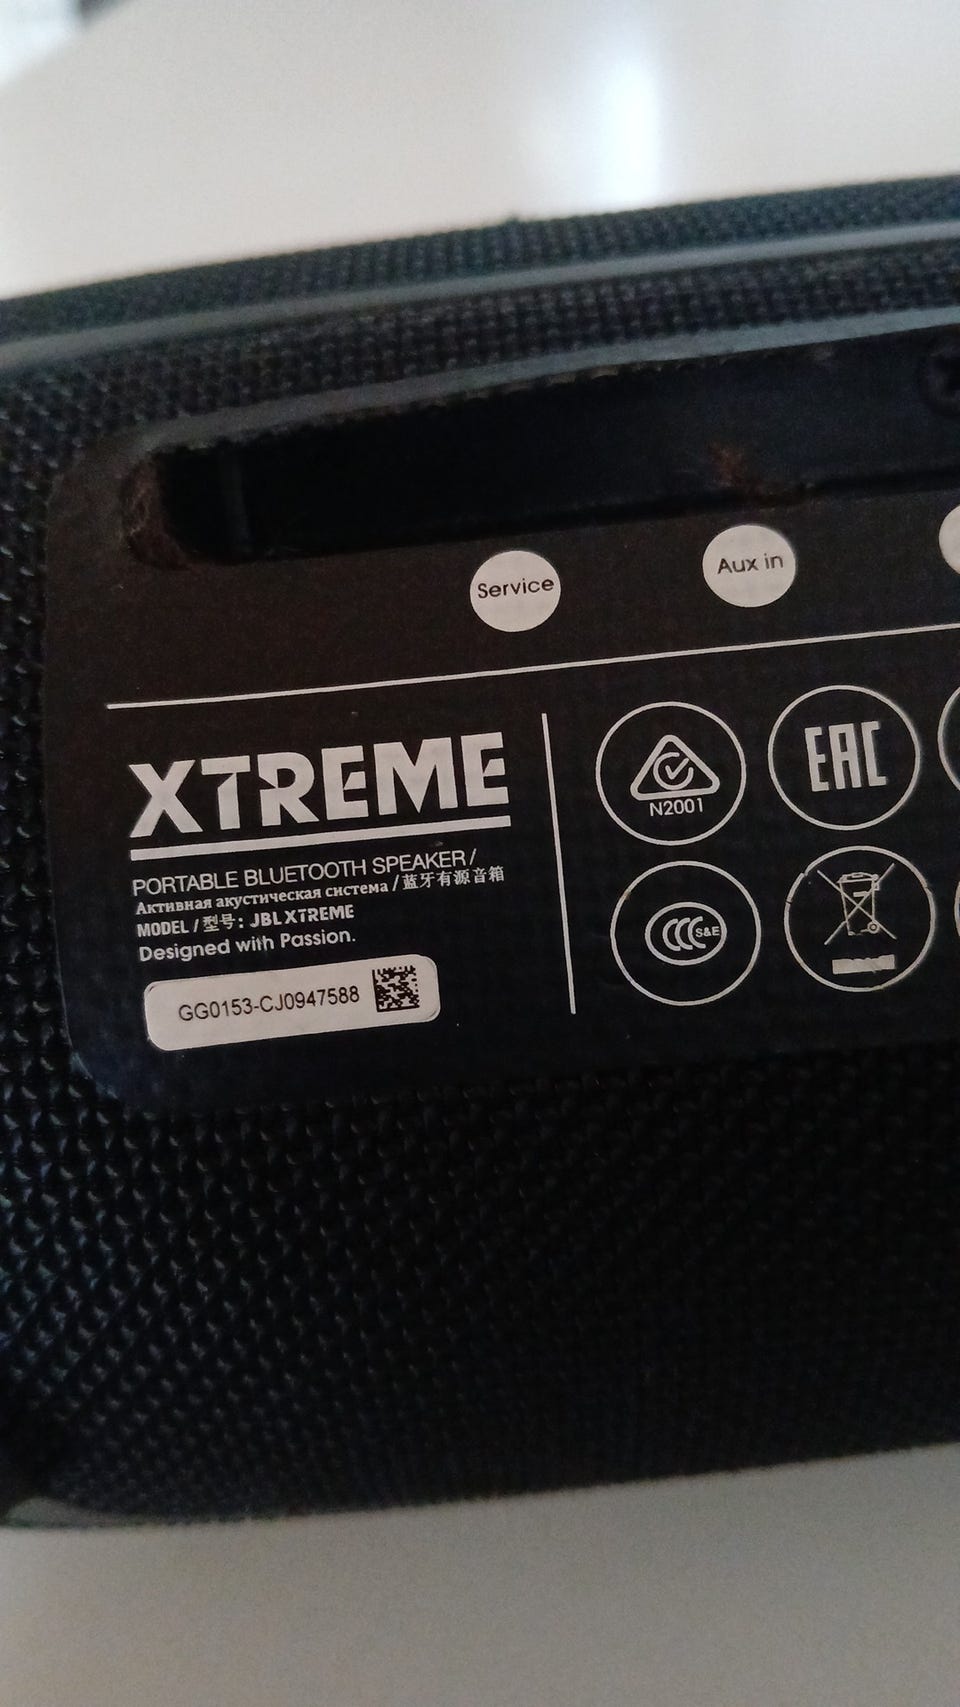 Service
Aux in
XTREME
PORTABLE BLUETOOTH SPEAKER /
Активная акустическая система / 蓝牙有源音箱
MODEL / 型号: JBL XTREME
Designed with Passion.
GG0153-CJ0947588
N2001
EAC
CCC S&E